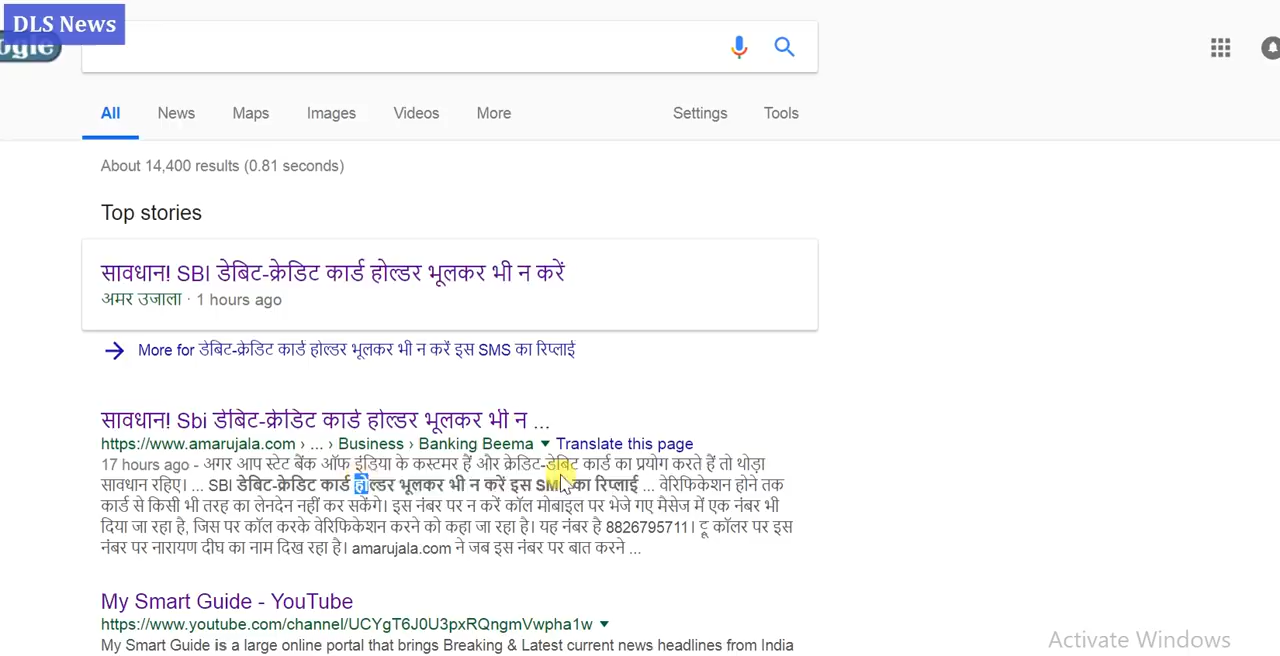 DLS News
ogle
All News Maps Images Videos More Settings Tools
About 14,400 results (0.81 seconds)
Top stories
सावधान! SBI डेबिट-क्रेडिट कार्ड होल्डर भूलकर भी न करें
अमर उजाला · 1 hours ago
More for डेबिट-क्रेडिट कार्ड होल्डर भूलकर भी न करें इस SMS का रिप्लाई
सावधान! Sbi डेबिट-क्रेडिट कार्ड होल्डर भूलकर भी न ...
https://www.amarujala.com › ... › Business › Banking Beema ▼ Translate this page
17 hours ago - अगर आप स्टेट बैंक ऑफ इंडिया के कस्टमर हैं और क्रेडिट-डेबिट कार्ड का प्रयोग करते हैं तो थोड़ा
सावधान रहिए। ... SBI डेबिट-क्रेडिट कार्ड होल्डर भूलकर भी न करें इस SMS का रिप्लाई ... वेरिफिकेशन होने तक
कार्ड से किसी भी तरह का लेनदेन नहीं कर सकेंगे। इस नंबर पर न करें कॉल मोबाइल पर भेजे गए मैसेज में एक नंबर भी
दिया जा रहा है, जिस पर कॉल करके वेरिफिकेशन करने को कहा जा रहा है। यह नंबर है 8826795711। ट्रू कॉलर पर इस
नंबर पर नारायण दीघ का नाम दिख रहा है। amarujala.com ने जब इस नंबर पर बात करने ...
My Smart Guide - YouTube
https://www.youtube.com/channel/UCYgT6J0U3pxRQngmVwpha1w ▼
My Smart Guide is a large online portal that brings Breaking & Latest current news headlines from India
Activate Windows